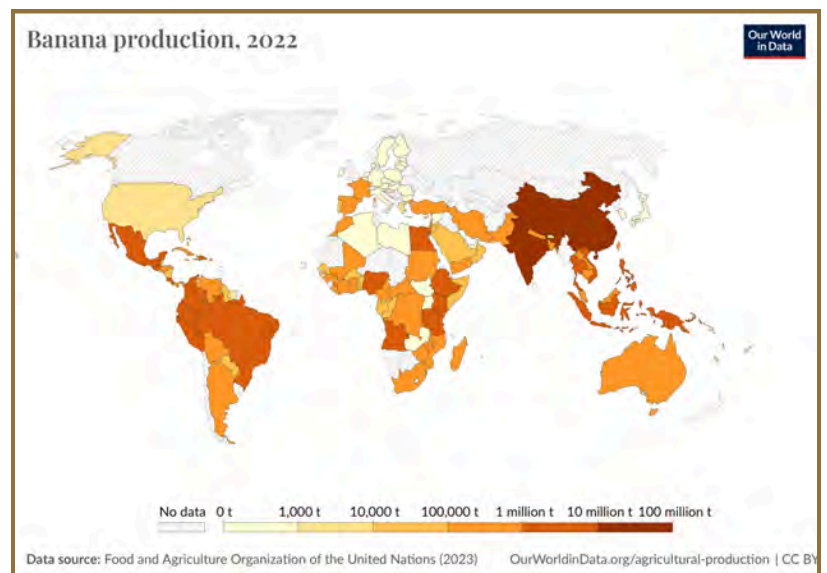 Banana production, 2022
Our World
in Data
No data
0 t
1,000 t
10,000 t
100,000 t
1 million t
10 million t
100 million t
Data source: Food and Agriculture Organization of the United Nations (2023)
OurWorldinData.org/agricultural-production | CC BY